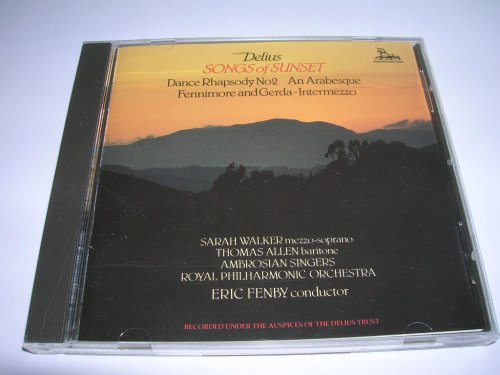 Delius
SONGS of SUNSET
Dance Rhapsody No2 An Arabesque
Fennimore and Gerda-Intermezzo
SARAH WALKER mezzo-soprano
THOMAS ALLEN baritone
AMBROSIAN SINGERS
ROYAL PHILHARMONIC ORCHESTRA
ERIC FENBY conductor
RECORDED UNDER THE AUSPICES OF THE DELIUS TRUST